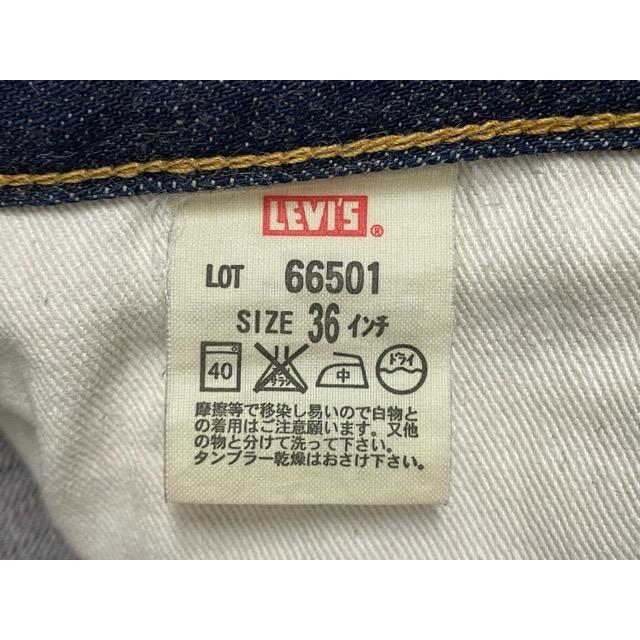 LEVI'S®
LOT 66501
SIZE 36 インチ
40 中 ドライ
摩擦等で移染し易いので白物と
の着用はご注意願います。又他
の物と分けて洗って下さい。
タンブラー乾燥はおさけ下さい。